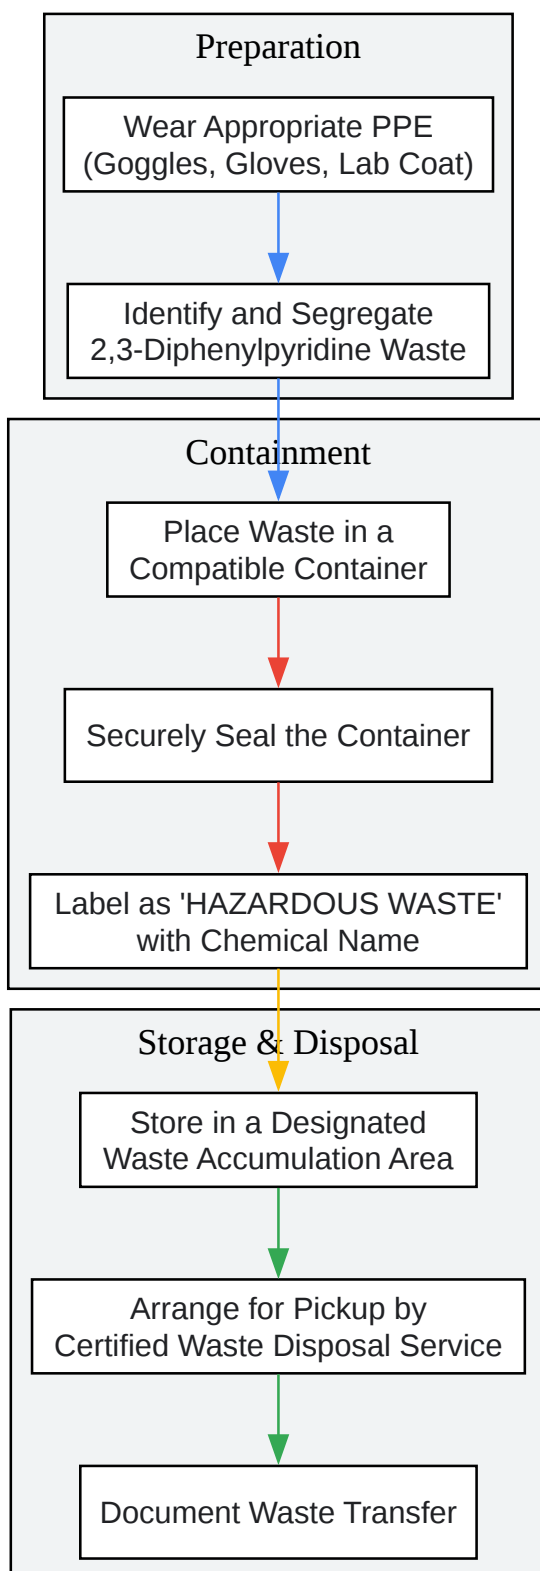 Preparation
Wear Appropriate PPE
(Goggles, Gloves, Lab Coat)
Identify and Segregate
2,3-Diphenylpyridine Waste
Containment
Place Waste in a
Compatible Container
Securely Seal the Container
Label as 'HAZARDOUS WASTE'
with Chemical Name
Storage & Disposal
Store in a Designated
Waste Accumulation Area
Arrange for Pickup by
Certified Waste Disposal Service
Document Waste Transfer